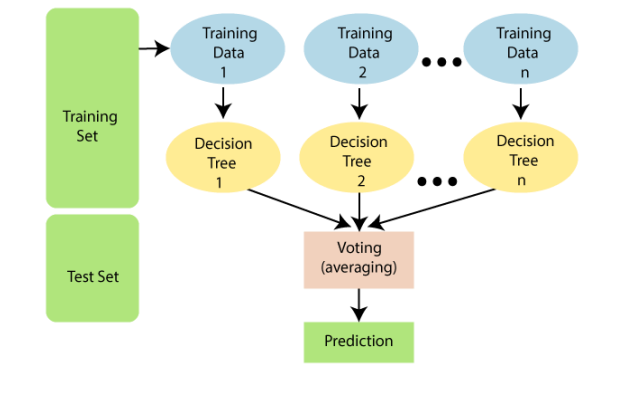 Training
Set
Training
Data
1
Training
Data
2
Training
Data
n
Decision
Tree
1
Decision
Tree
2
Decision
Tree
n
Test Set
Voting
(averaging)
Prediction